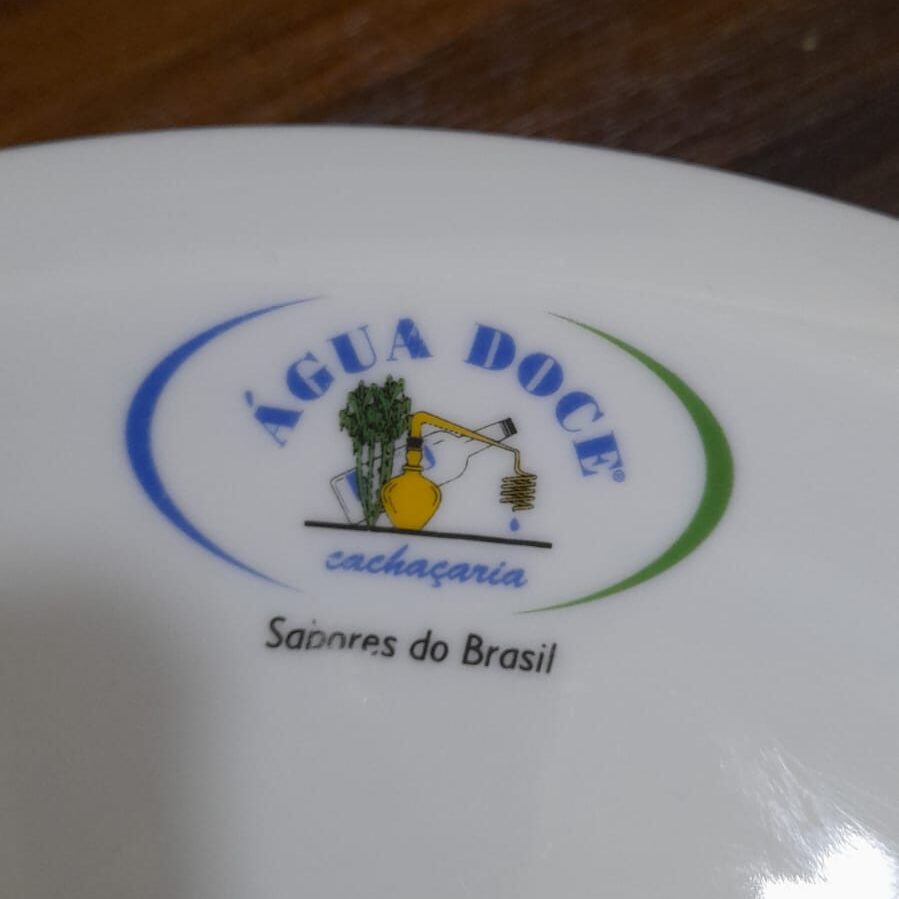 ÁGUA DOCE®
cachaçaria
Sabores do Brasil